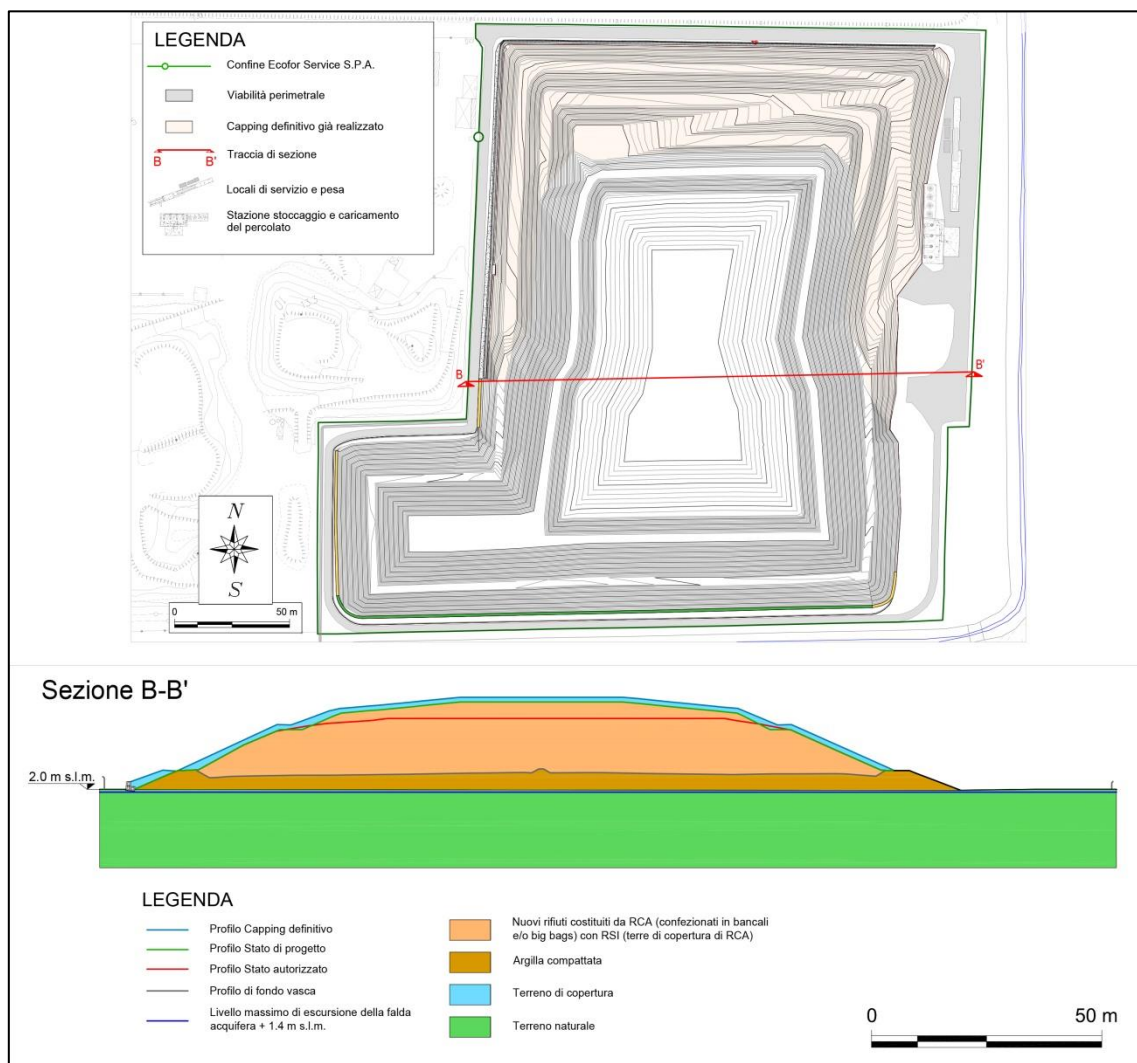 LEGENDA
Confine Ecofor Service S.P.A.
Viabilità perimetrale
Capping definitivo già realizzato
B B' Traccia di sezione
Locali di servizio e pesa
Stazione stoccaggio e caricamento
del percolato
B
B'
N
S
0 50 m
Sezione B-B'
2.0 m s.l.m.
LEGENDA
Profilo Capping definitivo
Profilo Stato di progetto
Profilo Stato autorizzato
Profilo di fondo vasca
Livello massimo di escursione della falda
acquifera + 1.4 m s.l.m.
Nuovi rifiuti costituiti da RCA (confezionati in bancali
e/o big bags) con RSI (terre di copertura di RCA)
Argilla compattata
Terreno di copertura
Terreno naturale
0 50 m